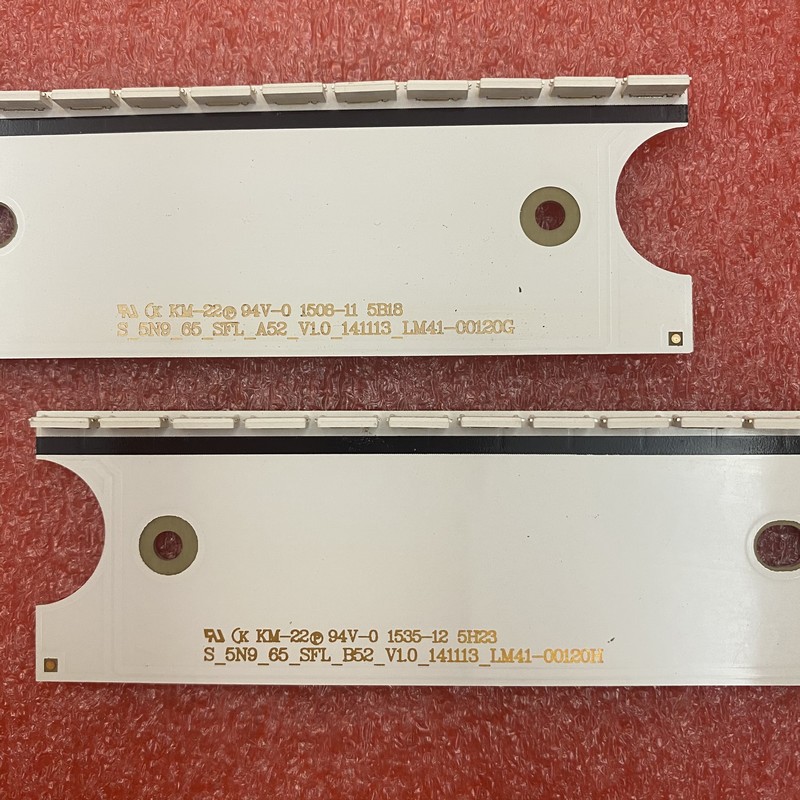 KM-22 94V-0 1508-11 5B18
S_5N9_65_SFL_A52_V1.0_141113_LM41-00120G
KM-22 94V-0 1535-12 5H23
S_5N9_65_SFL_B52_V1.0_141113_LM41-00120H